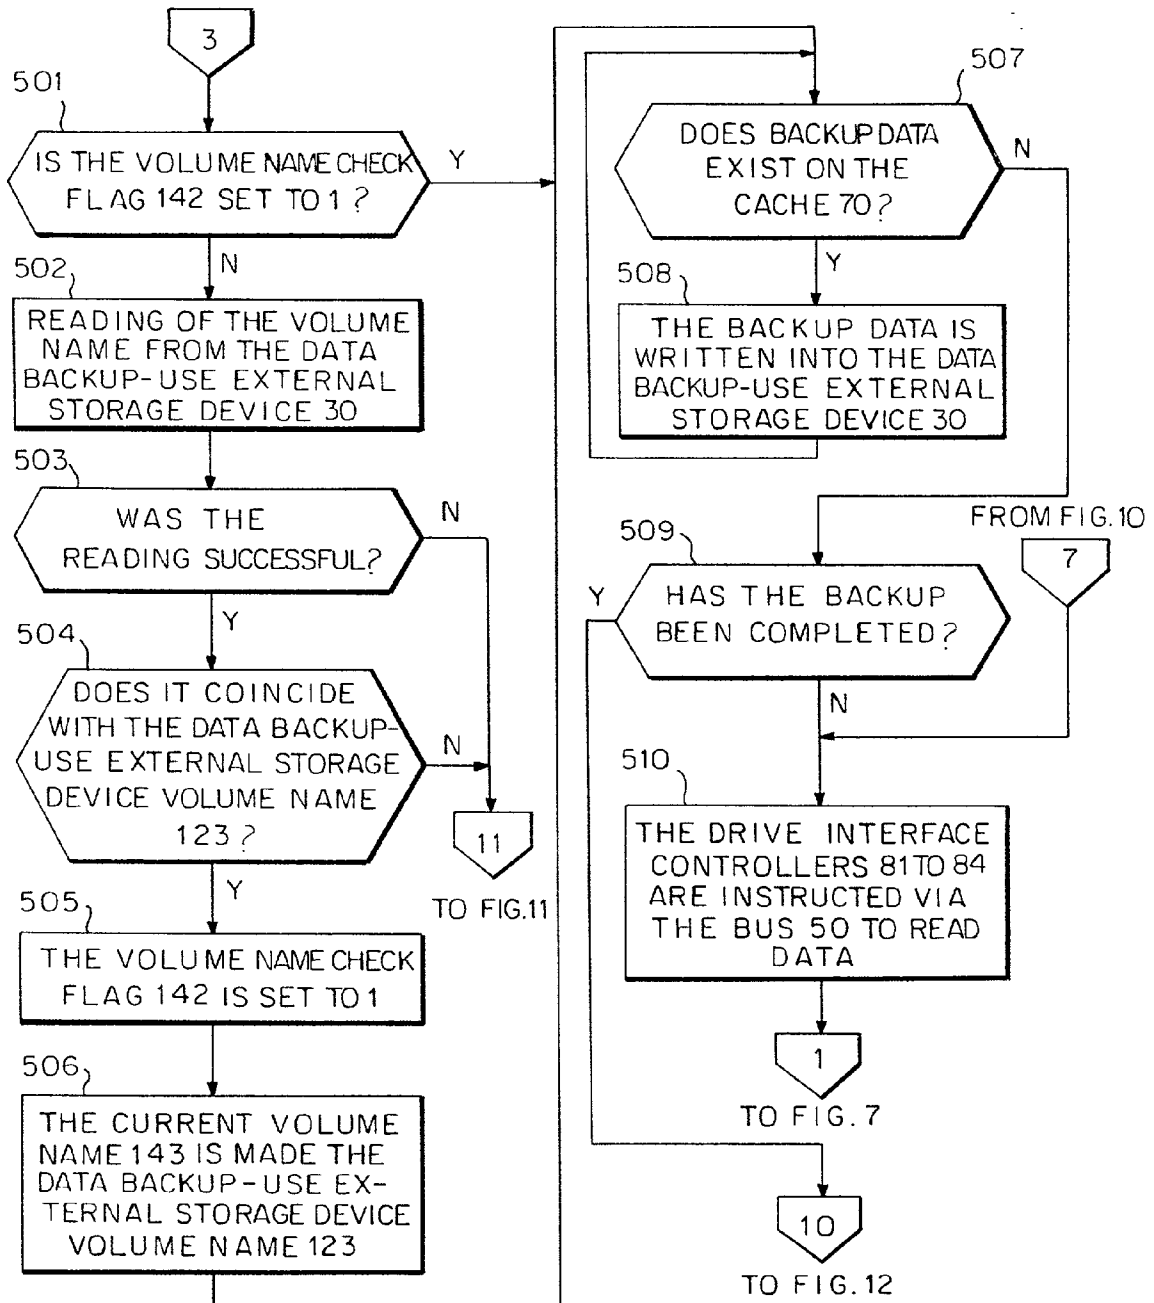 3
501
IS THE VOLUME NAME CHECK
FLAG 142 SET TO 1?
Y
N
502
READING OF THE VOLUME
NAME FROM THE DATA
BACKUP-USE EXTERNAL
STORAGE DEVICE 30
503
WAS THE
READING SUCCESSFUL?
N
Y
504
DOES IT COINCIDE
WITH THE DATA BACKUP-
USE EXTERNAL STORAGE
DEVICE VOLUME NAME
123?
N
11
TO FIG.11
Y
505
THE VOLUME NAME CHECK
FLAG 142 IS SET TO 1
506
THE CURRENT VOLUME
NAME 143 IS MADE THE
DATA BACKUP-USE EX-
TERNAL STORAGE DEVICE
VOLUME NAME 123
507
DOES BACKUP DATA
EXIST ON THE
CACHE 70?
N
Y
508
THE BACKUP DATA IS
WRITTEN INTO THE DATA
BACKUP-USE EXTERNAL
STORAGE DEVICE 30
FROM FIG.10
7
509
HAS THE BACKUP
BEEN COMPLETED?
Y
N
510
THE DRIVE INTERFACE
CONTROLLERS 81 TO 84
ARE INSTRUCTED VIA
THE BUS 50 TO READ
DATA
1
TO FIG.7
10
TO FIG.12